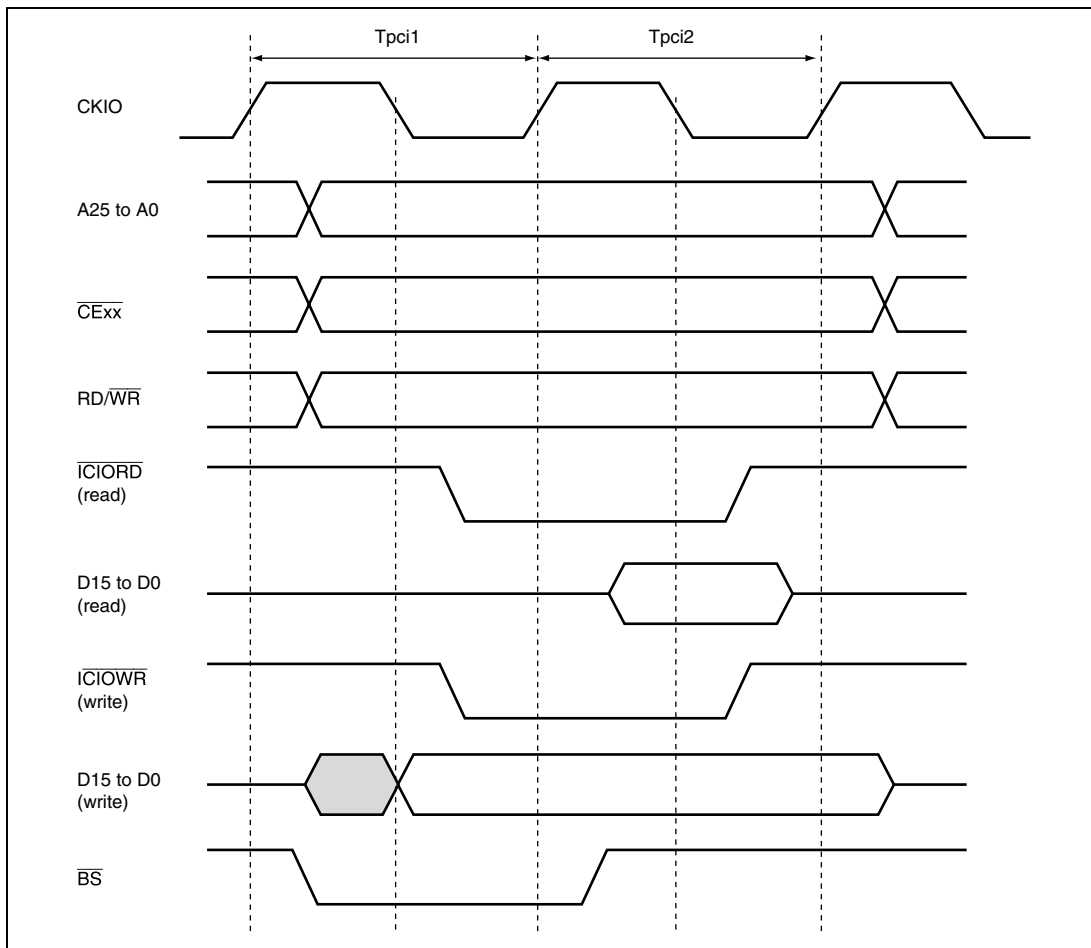 Tpci1 Tpci2
CKIO
A25 to A0
CExx
RD/WR
ICIORD
(read)
D15 to D0
(read)
ICIOWR
(write)
D15 to D0
(write)
BS